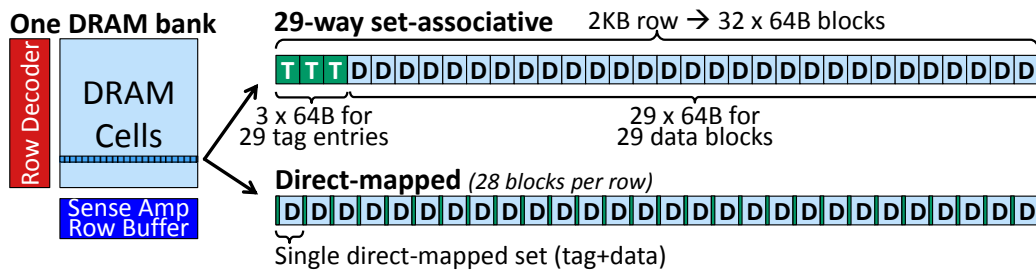 One DRAM bank
Row Decoder
DRAM
Cells
Sense Amp
Row Buffer
29-way set-associative
2KB row → 32 x 64B blocks
T T T D D D D D D D D D D D D D D D D D D D D D D D D D D D D D
3 x 64B for
29 tag entries
29 x 64B for
29 data blocks
Direct-mapped (28 blocks per row)
D D D D D D D D D D D D D D D D D D D D D D D D D D D D
Single direct-mapped set (tag+data)